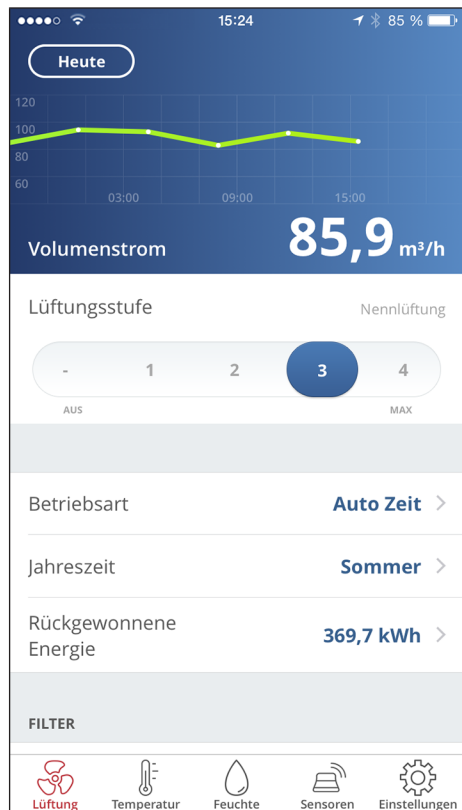 15:24 85 %
Heute
120
100
80
60
03:00 09:00 15:00
Volumenstrom 85,9 m³/h
Lüftungsstufe Nennlüftung
- 1 2 3 4
AUS MAX
Betriebsart Auto Zeit
Jahreszeit Sommer
Rückgewonnene
Energie 369,7 kWh
FILTER
Lüftung Temperatur Feuchte Sensoren Einstellungen